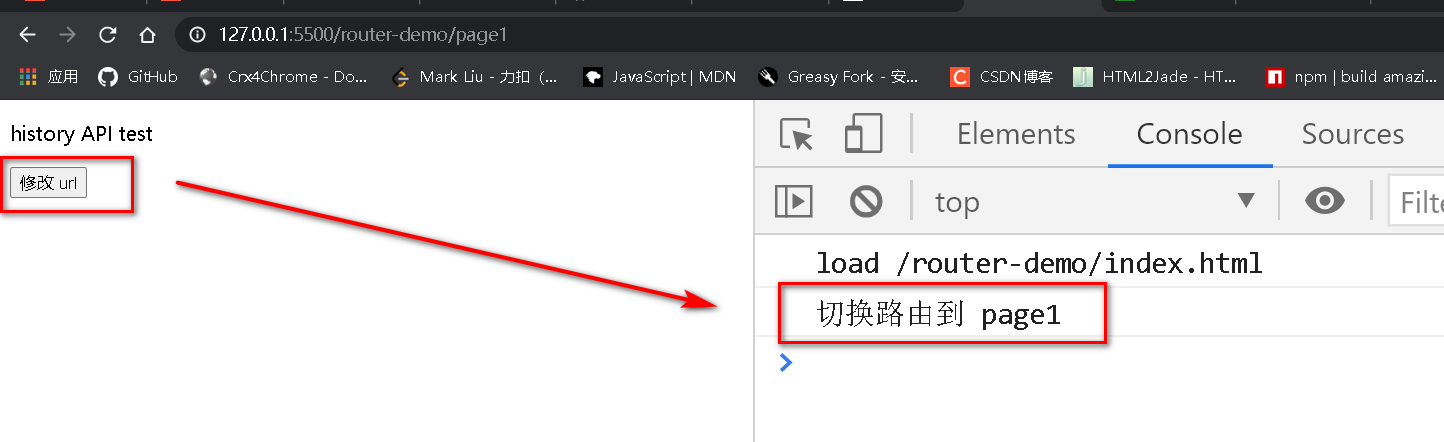 127.0.0.1:5500/router-demo/page1
应用 GitHub Crx4Chrome - Do... Mark Liu - 力扣（... JavaScript | MDN Greasy Fork - 安... CSDN博客 HTML2Jade - HT... npm | build amazi...
history API test
修改 url
Elements Console Sources
top Filte
load /router-demo/index.html
切换路由到 page1